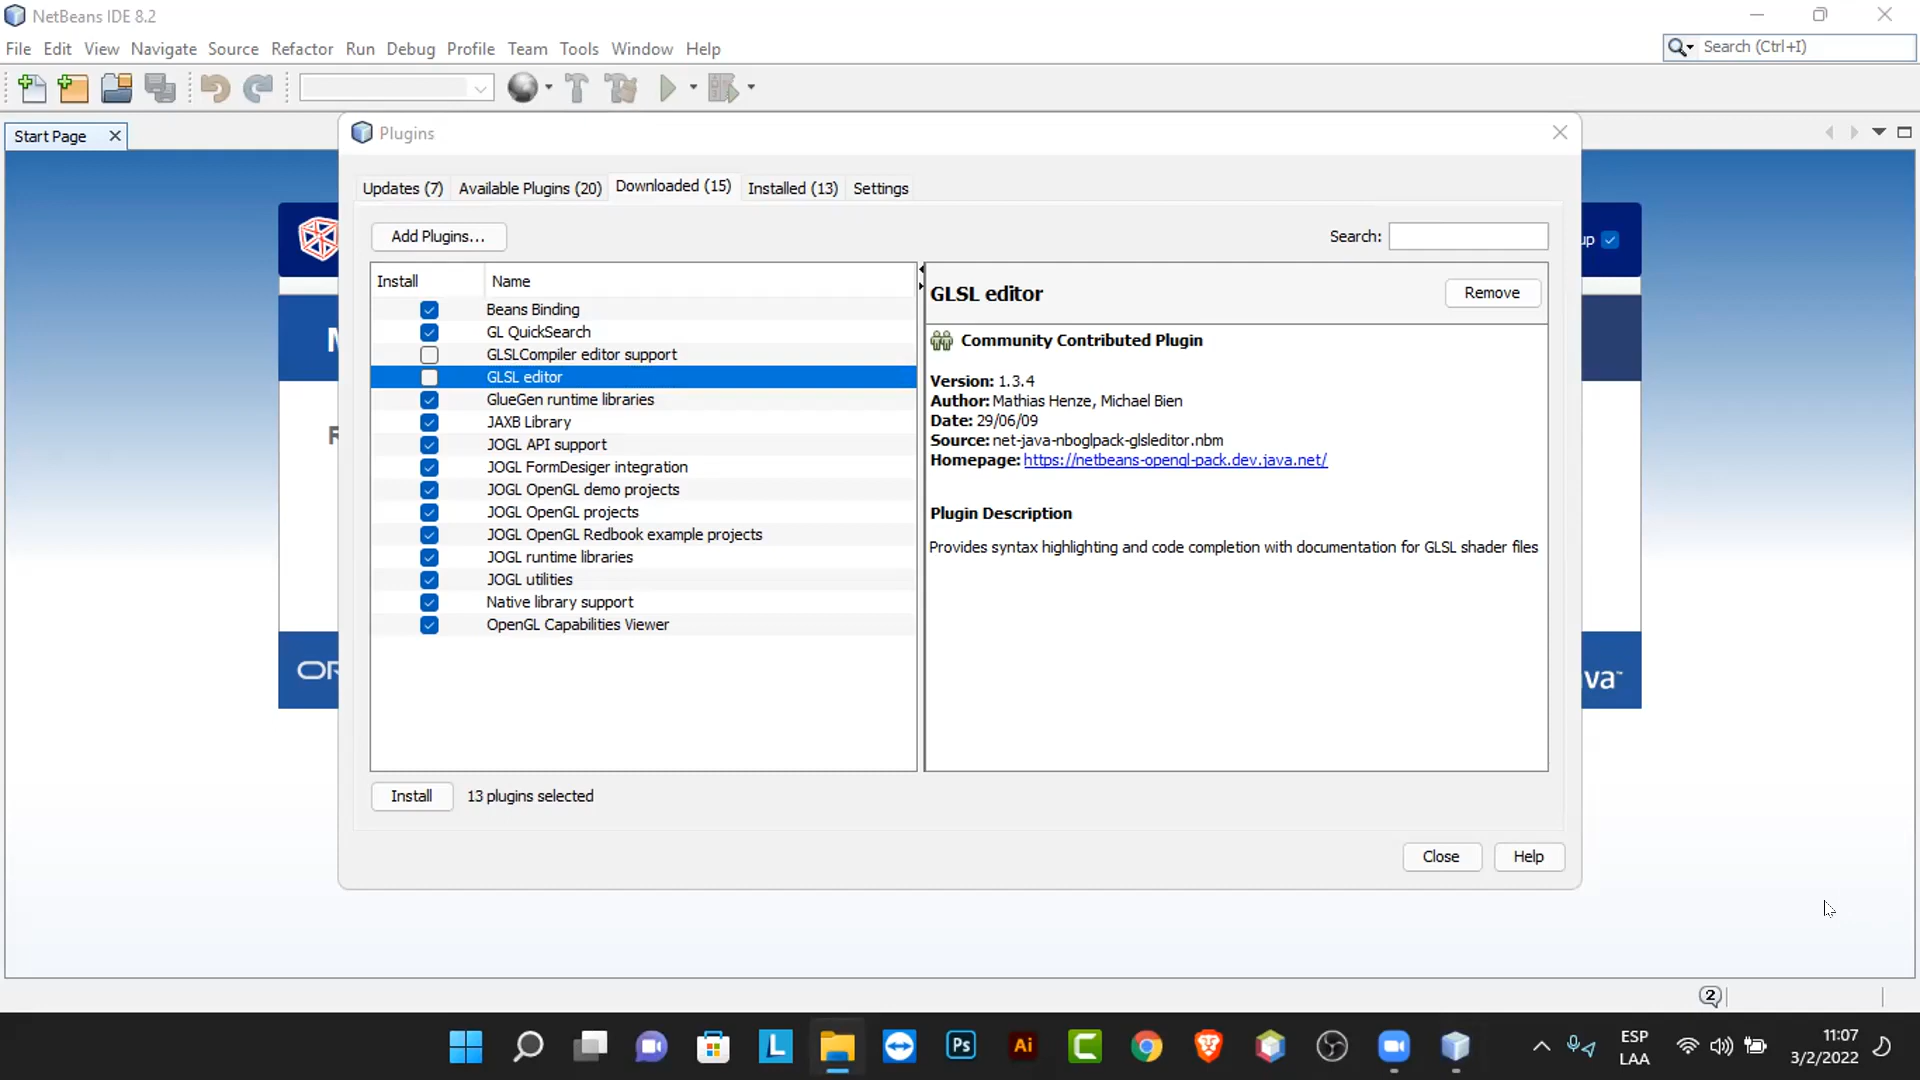 NetBeans IDE 8.2
File Edit View Navigate Source Refactor Run Debug Profile Team Tools Window Help
Search (Ctrl+I)
Start Page
Plugins
Updates (7) Available Plugins (20) Downloaded (15) Installed (13) Settings
Add Plugins...
Search:
up
Install Name
Beans Binding
GL QuickSearch
GLSLCompiler editor support
GLSL editor
GlueGen runtime libraries
JAXB Library
JOGL API support
JOGL FormDesiger integration
JOGL OpenGL demo projects
JOGL OpenGL projects
JOGL OpenGL Redbook example projects
JOGL runtime libraries
JOGL utilities
Native library support
OpenGL Capabilities Viewer
GLSL editor
Remove
Community Contributed Plugin
Version: 1.3.4
Author: Mathias Henze, Michael Bien
Date: 29/06/09
Source: net-java-nboglpack-glsleditor.nbm
Homepage: https://netbeans-opengl-pack.dev.java.net/
Plugin Description
Provides syntax highlighting and code completion with documentation for GLSL shader files
M
R
OR
va™
Install 13 plugins selected
Close Help
2
L
Ps
Ai
C
ESP
LAA
11:07
3/2/2022